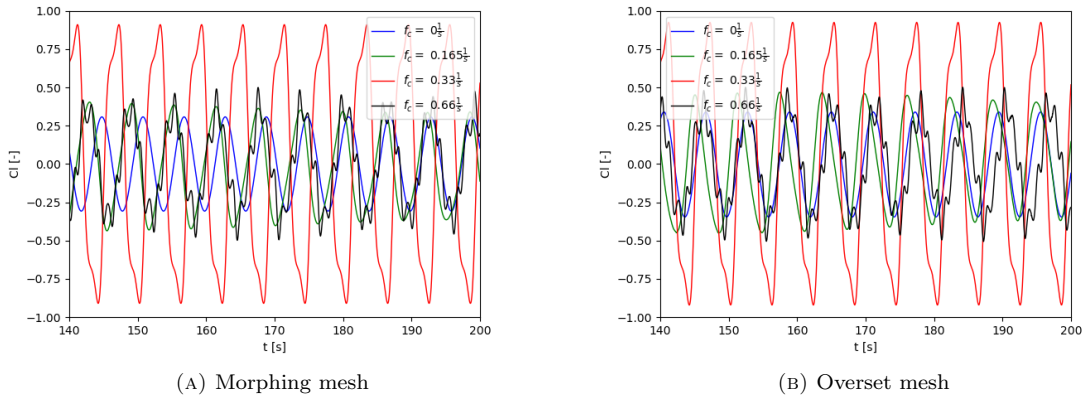 1.00
0.75
0.50
0.25
0.00
−0.25
−0.50
−0.75
−1.00
Cl [-]
140 150 160 170 180 190 200
t [s]
f_c = 0 1/s
f_c = 0.165 1/s
f_c = 0.33 1/s
f_c = 0.66 1/s
(A) Morphing mesh
1.00
0.75
0.50
0.25
0.00
−0.25
−0.50
−0.75
−1.00
Cl [-]
140 150 160 170 180 190 200
t [s]
f_c = 0 1/s
f_c = 0.165 1/s
f_c = 0.33 1/s
f_c = 0.66 1/s
(B) Overset mesh